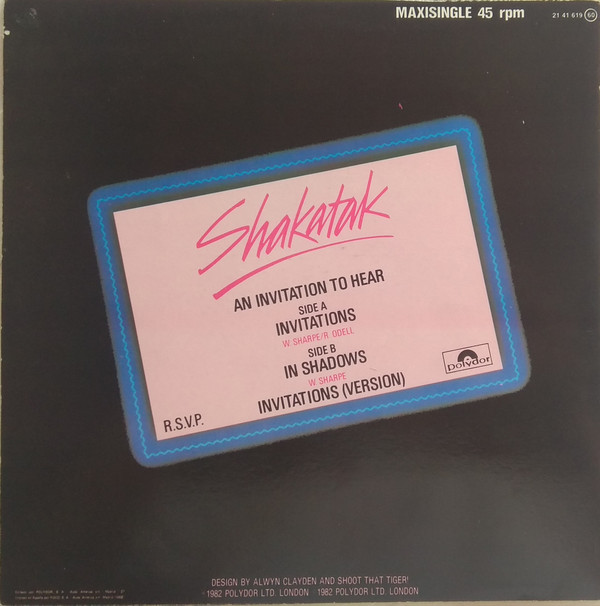 MAXISINGLE 45 rpm 21 41 619 60
Shakatak
AN INVITATION TO HEAR
SIDE A
INVITATIONS
W. SHARPE/R. ODELL
SIDE B
IN SHADOWS
W. SHARPE
INVITATIONS (VERSION)
polydor
R.S.V.P.
DESIGN BY ALWYN CLAYDEN AND SHOOT THAT TIGER!
1982 POLYDOR LTD. LONDON 1982 POLYDOR LTD. LONDON